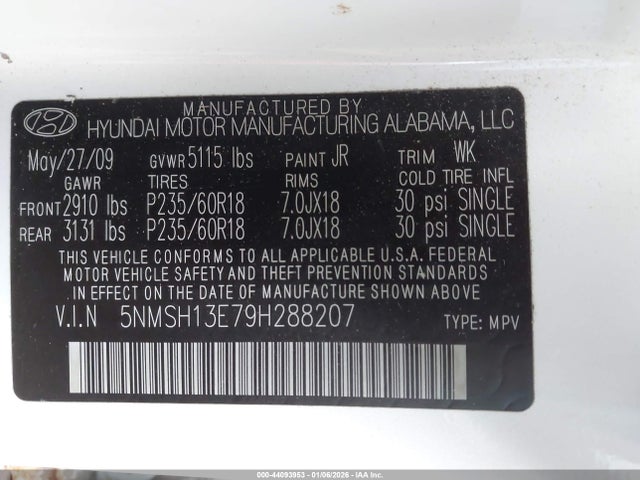 MANUFACTURED BY
HYUNDAI MOTOR MANUFACTURING ALABAMA, LLC
May/27/09 GVWR 5115 lbs PAINT JR TRIM WK
GAWR TIRES RIMS COLD TIRE INFL
FRONT 2910 lbs P235/60R18 7.0JX18 30 psi SINGLE
REAR 3131 lbs P235/60R18 7.0JX18 30 psi SINGLE
THIS VEHICLE CONFORMS TO ALL APPLICABLE U.S.A. FEDERAL
MOTOR VEHICLE SAFETY AND THEFT PREVENTION STANDARDS
IN EFFECT ON THE DATE OF MANUFACTURE SHOWN ABOVE
V.I.N 5NMSH13E79H288207 TYPE: MPV
000-44093953 - 01/06/2026 - IAAI, Inc.